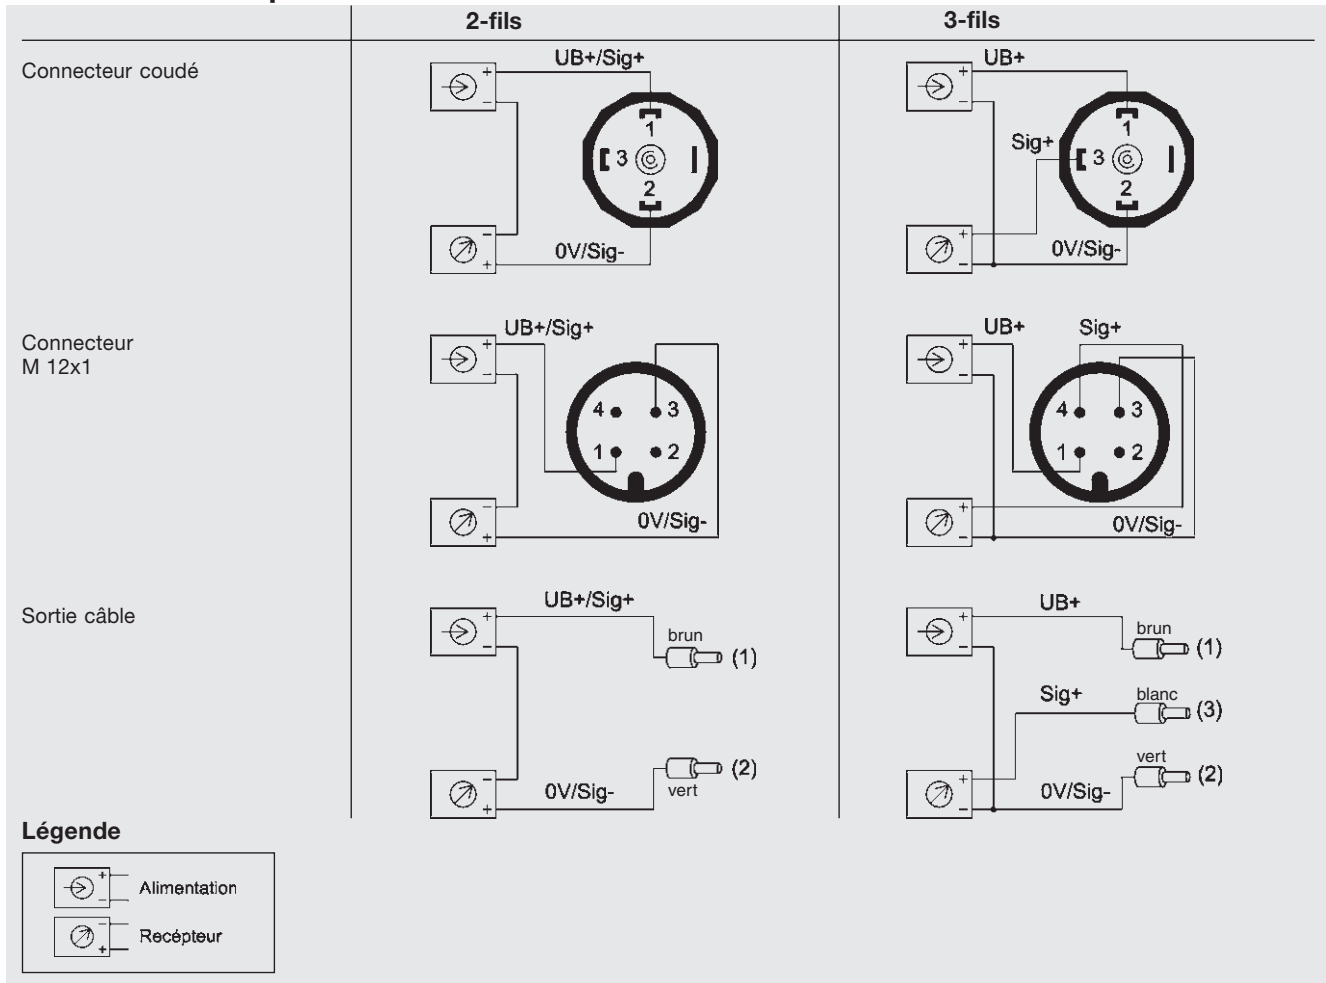 2-fils 3-fils
Connecteur coudé
UB+/Sig+
+
−
1
3
2
−
+
0V/Sig-
UB+
+
−
Sig+
1
3
2
+
−
0V/Sig-
Connecteur
M 12x1
UB+/Sig+
+
−
4 3
1 2
−
+
0V/Sig-
UB+ Sig+
+
−
4 3
1 2
+
−
0V/Sig-
Sortie câble
UB+/Sig+
+
−
brun
(1)
(2)
vert
−
+
0V/Sig-
UB+
+
−
brun
(1)
Sig+
blanc
(3)
vert
(2)
+
−
0V/Sig-
Légende
+
−
Alimentation
−
+
Recépteur